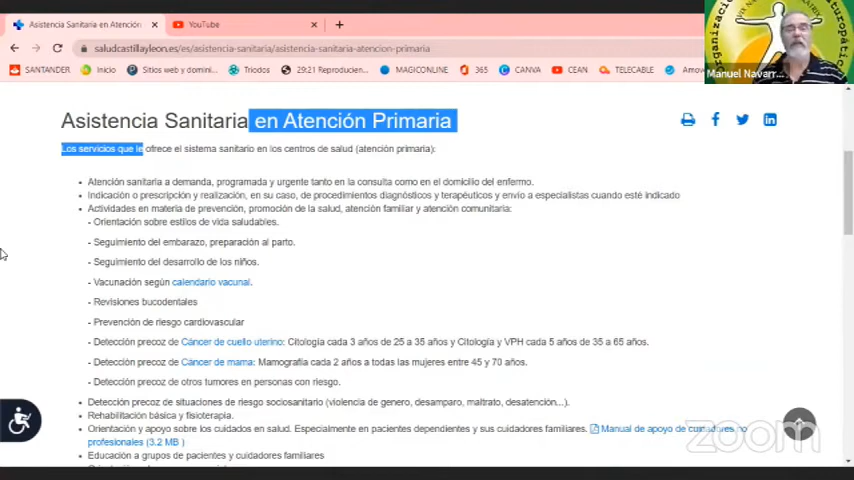 Asistencia Sanitaria en Atención
YouTube
saludcastillayleon.es/es/asistencia-sanitaria/asistencia-sanitaria-atencion-primaria
SANTANDER
Inicio
Sitios web y domini...
Triodos
29:21 Reproducien...
MAGICONLINE
365
CANVA
CEAN
TELECABLE
Amov
Manuel Navarr...
Asistencia Sanitaria en Atención Primaria
Los servicios que le ofrece el sistema sanitario en los centros de salud (atención primaria):
Atención sanitaria a demanda, programada y urgente tanto en la consulta como en el domicilio del enfermo.
Indicación o prescripción y realización, en su caso, de procedimientos diagnósticos y terapéuticos y envío a especialistas cuando esté indicado
Actividades en materia de prevención, promoción de la salud, atención familiar y atención comunitaria:
- Orientación sobre estilos de vida saludables.
- Seguimiento del embarazo, preparación al parto.
- Seguimiento del desarrollo de los niños.
- Vacunación según calendario vacunal.
- Revisiones bucodentales
- Prevención de riesgo cardiovascular
- Detección precoz de Cáncer de cuello uterino: Citología cada 3 años de 25 a 35 años y Citología y VPH cada 5 años de 35 a 65 años.
- Detección precoz de Cáncer de mama: Mamografía cada 2 años a todas las mujeres entre 45 y 70 años.
- Detección precoz de otros tumores en personas con riesgo.
Detección precoz de situaciones de riesgo sociosanitario (violencia de genero, desamparo, maltrato, desatención...).
Rehabilitación básica y fisioterapia.
Orientación y apoyo sobre los cuidados en salud. Especialmente en pacientes dependientes y sus cuidadores familiares. Manual de apoyo de cuidadores no
profesionales (3.2 MB )
Educación a grupos de pacientes y cuidadores familiares
zoom